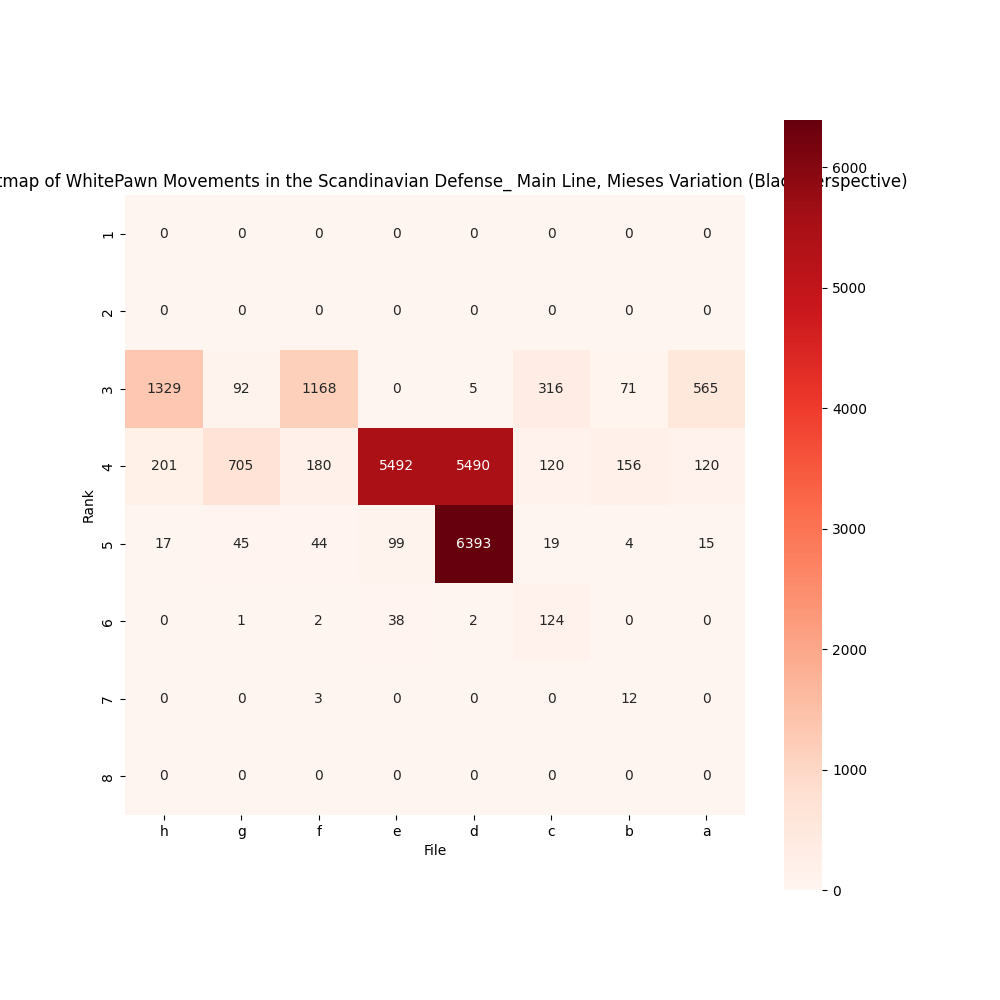 tmap of WhitePawn Movements in the Scandinavian Defense_ Main Line, Mieses Variation (Black Perspective)
Rank
1 0 0 0 0 0 0 0 0
2 0 0 0 0 0 0 0 0
3 1329 92 1168 0 5 316 71 565
4 201 705 180 5492 5490 120 156 120
5 17 45 44 99 6393 19 4 15
6 0 1 2 38 2 124 0 0
7 0 0 3 0 0 0 12 0
8 0 0 0 0 0 0 0 0
h g f e d c b a
File
6000
5000
4000
3000
2000
1000
0